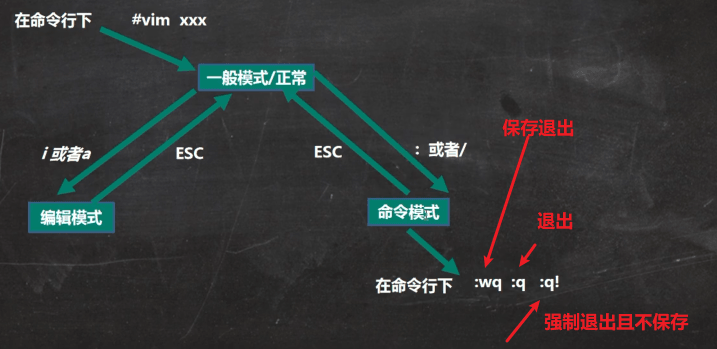 在命令行下 #vim xxx
一般模式/正常
保存退出
i 或者a
ESC
ESC
: 或者/
编辑模式
命令模式
退出
在命令行下 :wq :q :q!
强制退出且不保存